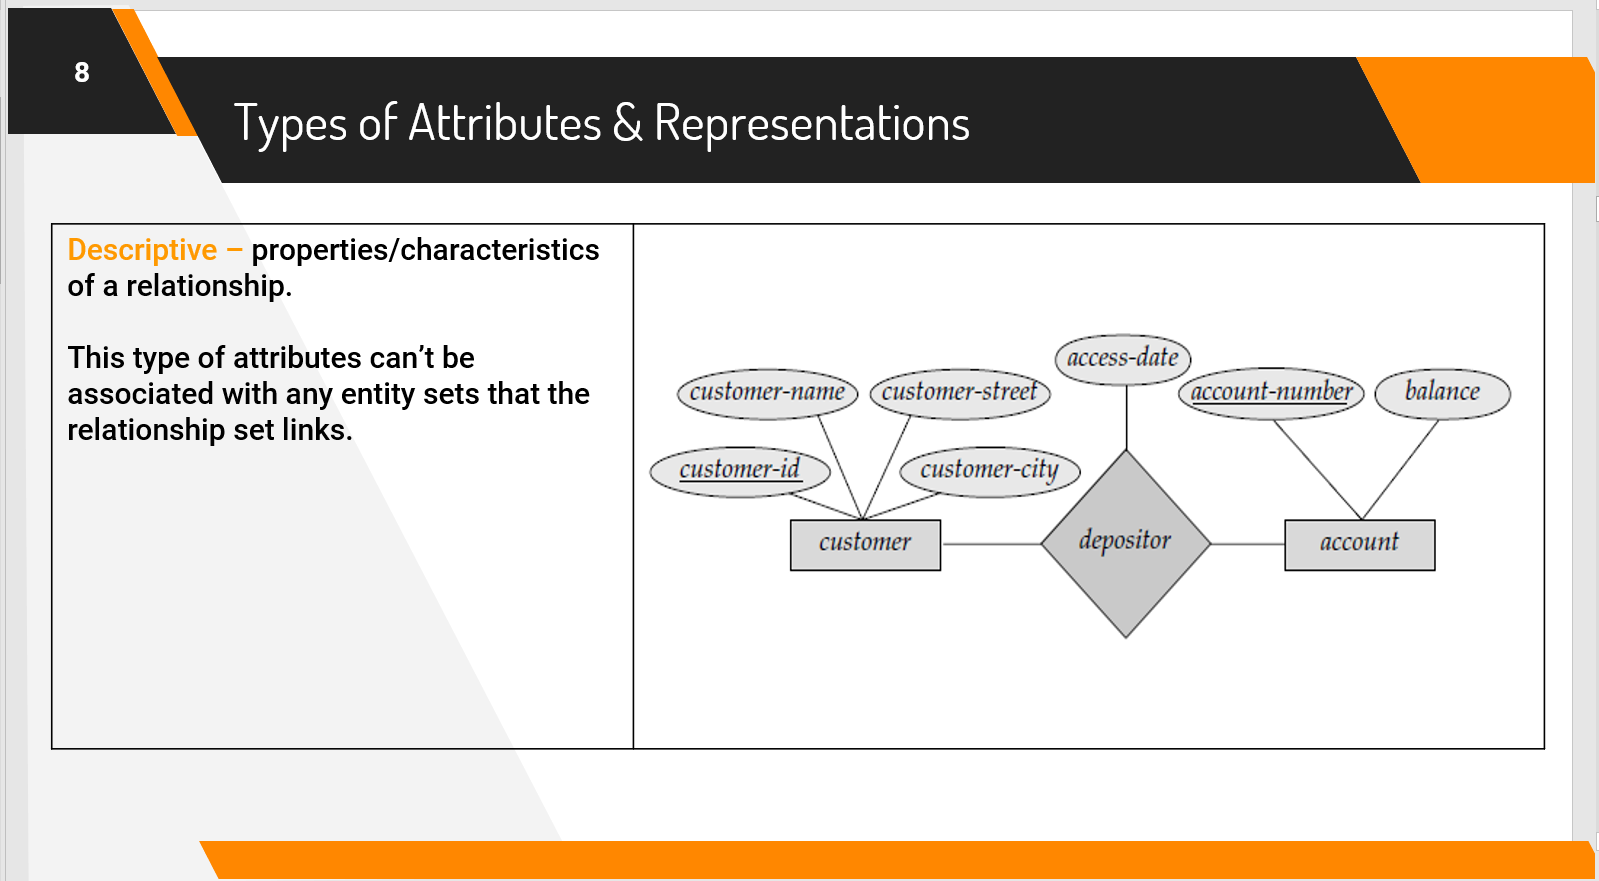 8
Types of Attributes & Representations
Descriptive – properties/characteristics
of a relationship.
This type of attributes can’t be
associated with any entity sets that the
relationship set links.
access-date
customer-name
customer-street
account-number
balance
customer-id
customer-city
customer
depositor
account